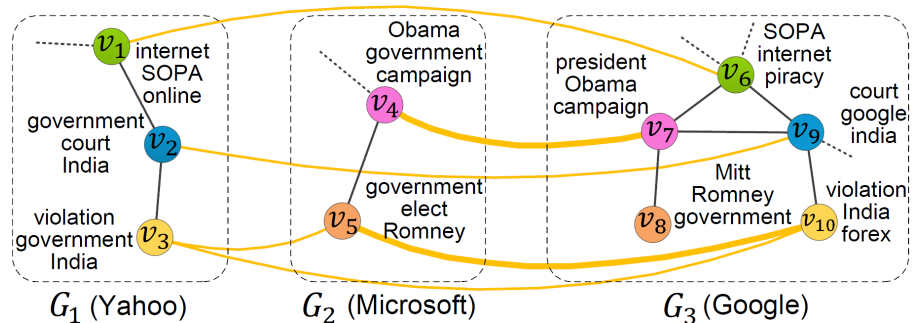 v1
internet
SOPA
online
government
court
India
v2
violation
government
India
v3
G1 (Yahoo)
Obama
government
campaign
v4
government
elect
Romney
v5
G2 (Microsoft)
SOPA
internet
piracy
v6
president
Obama
campaign
v7
court
google
india
v9
Mitt
Romney
government
v8
violation
India
forex
v10
G3 (Google)